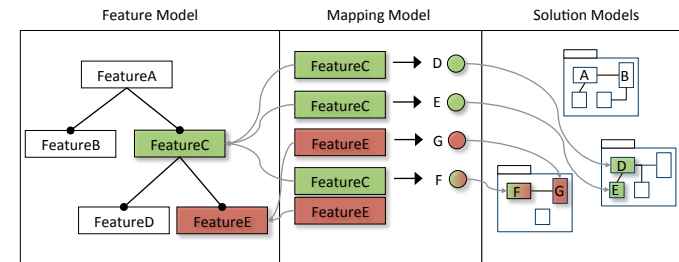 Feature Model
Mapping Model
Solution Models
FeatureA
FeatureB
FeatureC
FeatureD
FeatureE
FeatureC
D
FeatureC
E
FeatureE
G
FeatureC
F
FeatureE
A
B
D
E
F
G